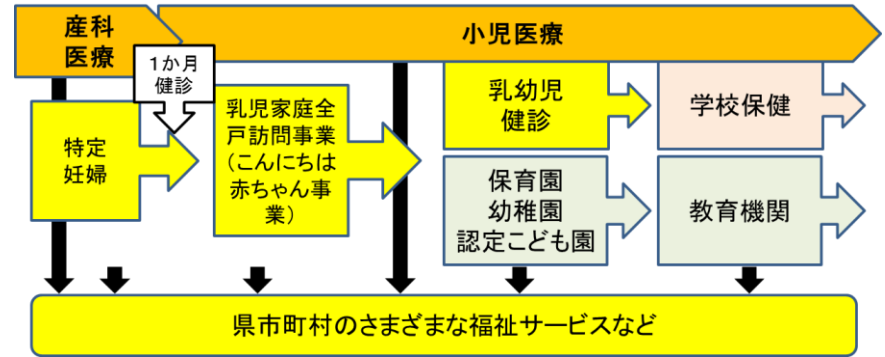 産科
医療
小児医療
1か月
健診
特定
妊婦
乳児家庭全
戸訪問事業
(こんにちは
赤ちゃん事
業)
乳幼児
健診
学校保健
保育園
幼稚園
認定こども園
教育機関
県市町村のさまざまな福祉サービスなど